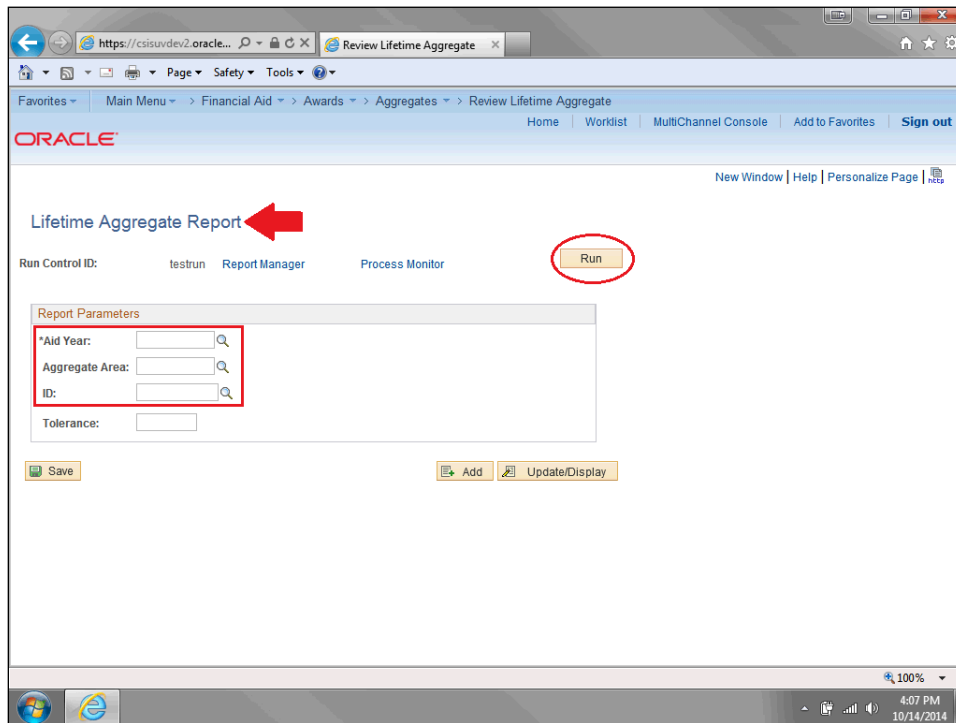 https://csisuvdev2.oracle...
Review Lifetime Aggregate
Page Safety Tools
Favorites Main Menu > Financial Aid > Awards > Aggregates > Review Lifetime Aggregate
Home Worklist MultiChannel Console Add to Favorites Sign out
ORACLE
New Window | Help | Personalize Page | http
Lifetime Aggregate Report
Run Control ID: testrun Report Manager Process Monitor Run
Report Parameters
*Aid Year:
Aggregate Area:
ID:
Tolerance:
Save Add Update/Display
100%
4:07 PM
10/14/2014